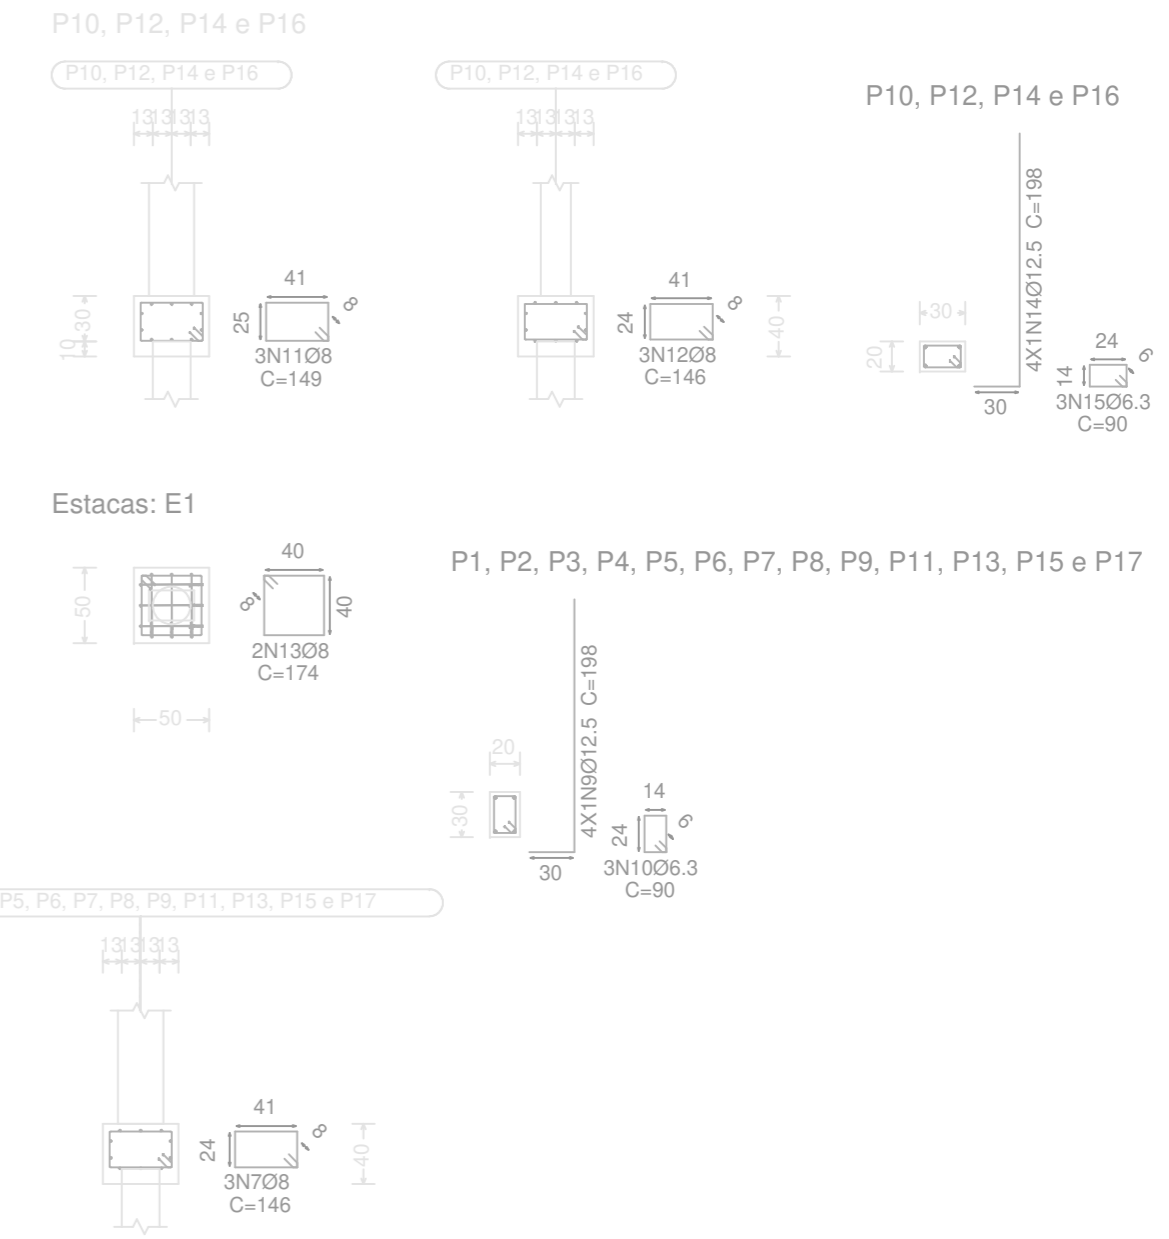 P10, P12, P14 e P16
P10, P12, P14 e P16
13 13 13 13
10
30
41
25
8
3N11Ø8
C=149
P10, P12, P14 e P16
13 13 13 13
41
24
8
3N12Ø8
C=146
40
P10, P12, P14 e P16
30
20
4X1N14Ø12.5 C=198
30
24
14
6
3N15Ø6.3
C=90
Estacas: E1
50
50
40
40
8
2N13Ø8
C=174
P1, P2, P3, P4, P5, P6, P7, P8, P9, P11, P13, P15 e P17
20
30
4X1N9Ø12.5 C=198
30
14
24
6
3N10Ø6.3
C=90
P5, P6, P7, P8, P9, P11, P13, P15 e P17
13 13 13 13
41
24
8
3N7Ø8
C=146
40